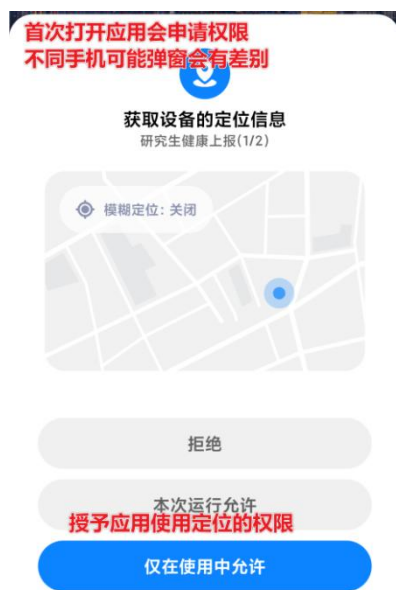 首次打开应用会申请权限
不同手机可能弹窗会有差别
获取设备的定位信息
研究生健康上报(1/2)
模糊定位: 关闭
拒绝
本次运行允许
授予应用使用定位的权限
仅在使用中允许